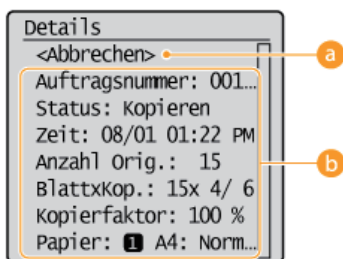 Details
<Abbrechen>
a
Auftragsnummer: 001...
Status: Kopieren
Zeit: 08/01 01:22 PM
Anzahl Orig.: 15
b
BlattxKop.: 15x 4/ 6
Kopierfaktor: 100 %
Papier: 1 A4: Norm...